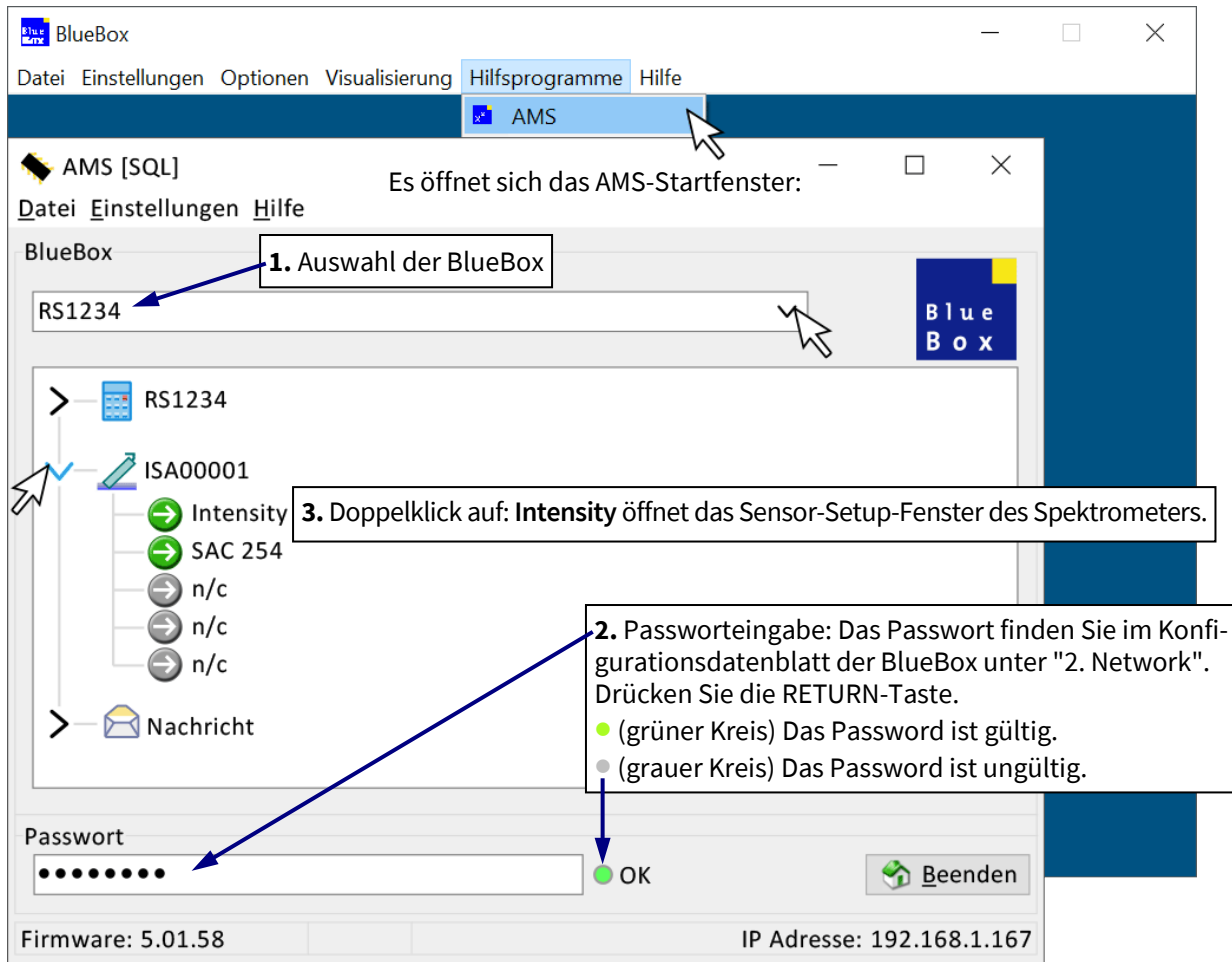 Blue
Box
BlueBox
Datei Einstellungen Optionen Visualisierung Hilfsprogramme Hilfe
AMS
AMS [SQL]
Es öffnet sich das AMS-Startfenster:
Datei Einstellungen Hilfe
BlueBox
1. Auswahl der BlueBox
RS1234
Blue
Box
RS1234
ISA00001
Intensity
3. Doppelklick auf: Intensity öffnet das Sensor-Setup-Fenster des Spektrometers.
SAC 254
n/c
n/c
n/c
2. Passworteingabe: Das Passwort finden Sie im Konfi-
gurationsdatenblatt der BlueBox unter "2. Network".
Drücken Sie die RETURN-Taste.
(grüner Kreis) Das Password ist gültig.
(grauer Kreis) Das Password ist ungültig.
Nachricht
Passwort
OK
Beenden
Firmware: 5.01.58
IP Adresse: 192.168.1.167